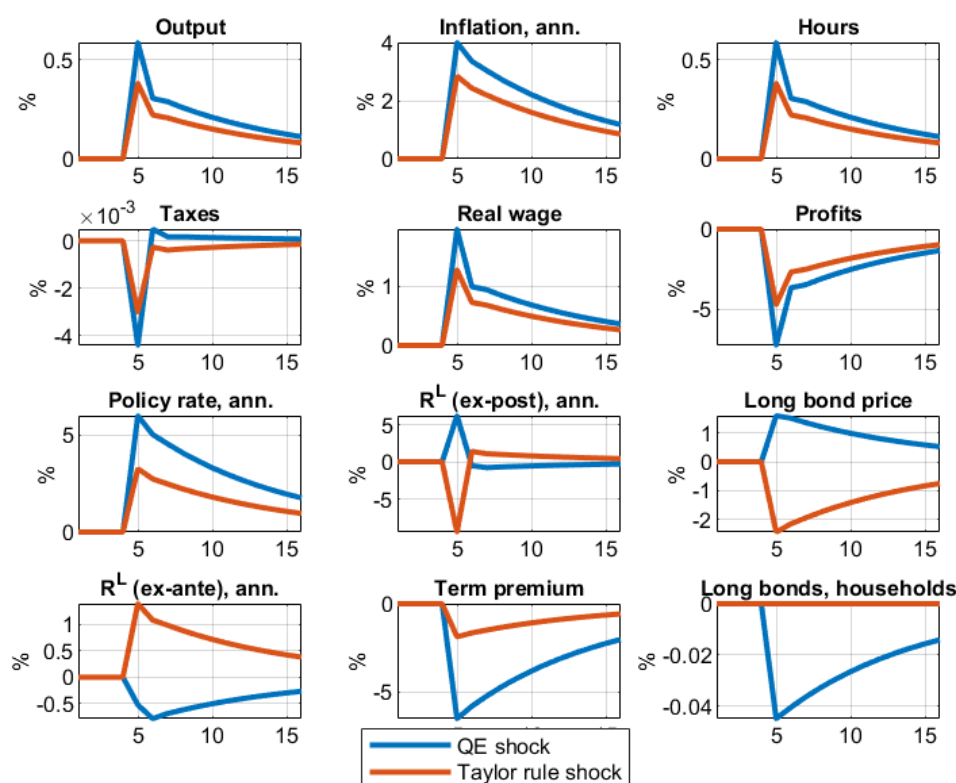 Output
Inflation, ann.
Hours
0.5
0
%
5 10 15
4
2
0
%
5 10 15
0.5
0
%
5 10 15
×10⁻³
Taxes
Real wage
Profits
0
-2
-4
%
5 10 15
1
0
%
5 10 15
0
-5
%
5 10 15
Policy rate, ann.
R^L (ex-post), ann.
Long bond price
5
0
%
5 10 15
5
0
-5
%
5 10 15
1
0
-1
-2
%
5 10 15
R^L (ex-ante), ann.
Term premium
Long bonds, households
1
0.5
0
-0.5
%
5 10 15
0
-5
%
0
-0.02
-0.04
%
5 10 15
QE shock
Taylor rule shock